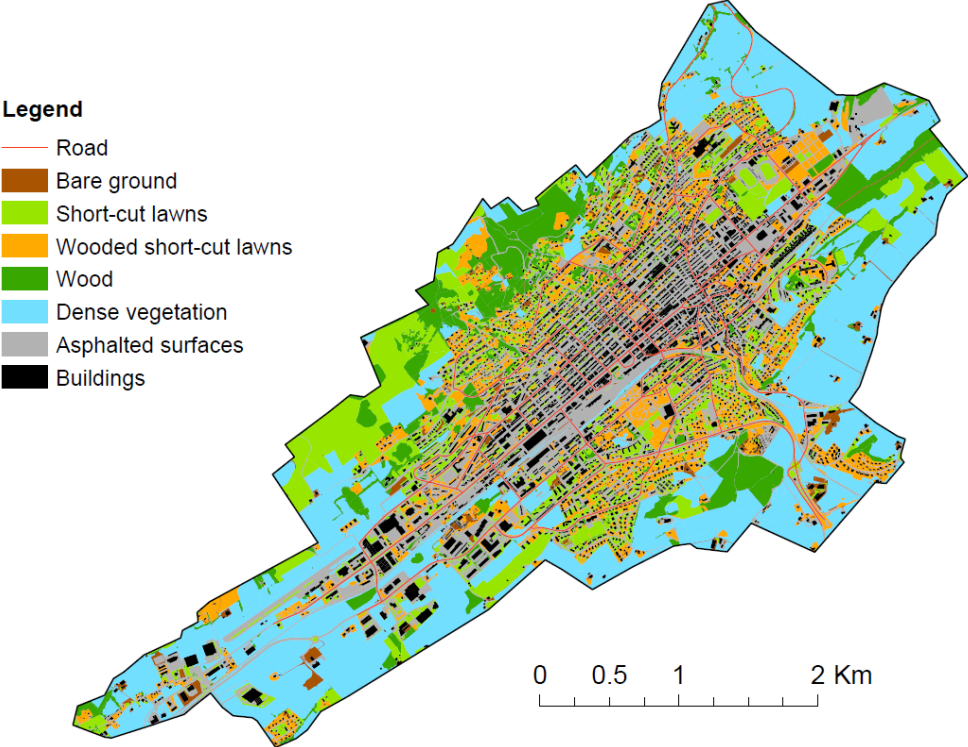 Legend
Road
Bare ground
Short-cut lawns
Wooded short-cut lawns
Wood
Dense vegetation
Asphalted surfaces
Buildings
0 0.5 1 2 Km